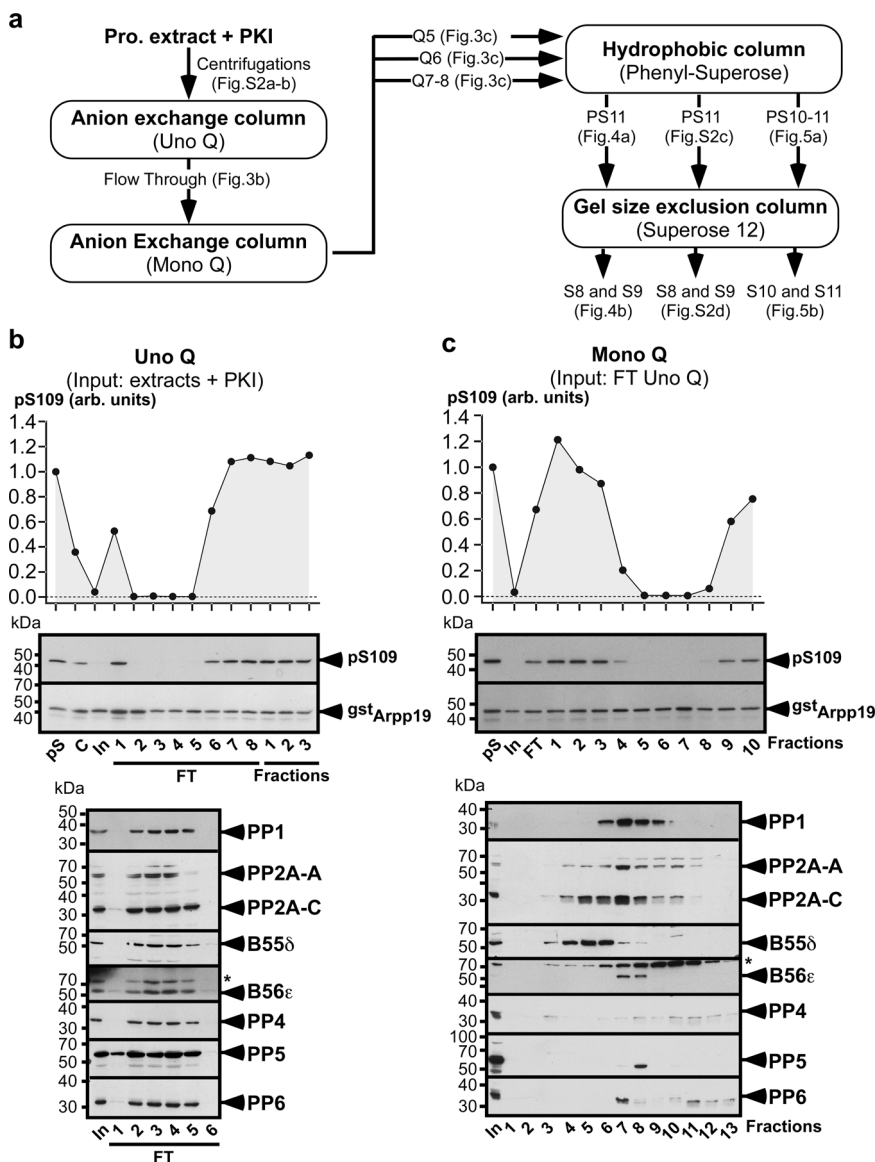 a
Pro. extract + PKI
Centrifugations
(Fig.S2a-b)
Anion exchange column
(Uno Q)
Flow Through (Fig.3b)
Anion Exchange column
(Mono Q)
Q5 (Fig.3c)
Q6 (Fig.3c)
Q7-8 (Fig.3c)
Hydrophobic column
(Phenyl-Superose)
PS11 PS11 PS10-11
(Fig.4a) (Fig.S2c) (Fig.5a)
Gel size exclusion column
(Superose 12)
S8 and S9 S8 and S9 S10 and S11
(Fig.4b) (Fig.S2d) (Fig.5b)
b
Uno Q
(Input: extracts + PKI)
pS109 (arb. units)
1.4
1.2
1.0
0.8
0.6
0.4
0.2
0.0
kDa
50
40
pS109
70
50
40
gst Arpp19
pS C In 1 2 3 4 5 6 7 8 1 2 3
FT Fractions
kDa
50
40
30
PP1
70
50
PP2A-A
40
30
PP2A-C
70
50
B55δ
70
*
50
B56ε
40
30
PP4
70
50
PP5
40
30
PP6
In 1 2 3 4 5 6
FT
c
Mono Q
(Input: FT Uno Q)
pS109 (arb. units)
1.4
1.2
1.0
0.8
0.6
0.4
0.2
0.0
kDa
50
40
pS109
50
40
gst Arpp19
pS In FT 1 2 3 4 5 6 7 8 9 10 Fractions
kDa
40
30
PP1
70
50
PP2A-A
30
PP2A-C
70
50
B55δ
70
*
50
B56ε
40
30
PP4
100
70
50
PP5
40
30
PP6
In 1 2 3 4 5 6 7 8 9 10 11 12 13 Fractions